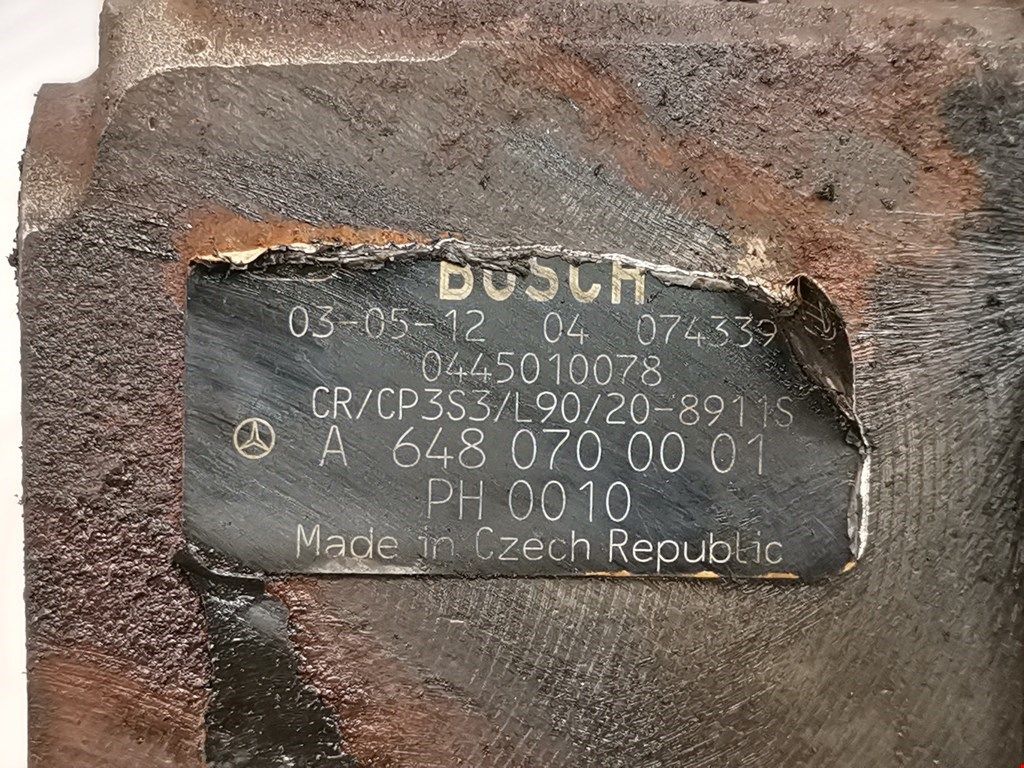 BOSCH
03-05-12 04 074339
0445010078
CR/CP3S3/L90/20-8911S
A 648 070 00 01
PH 0010
Made in Czech Republic